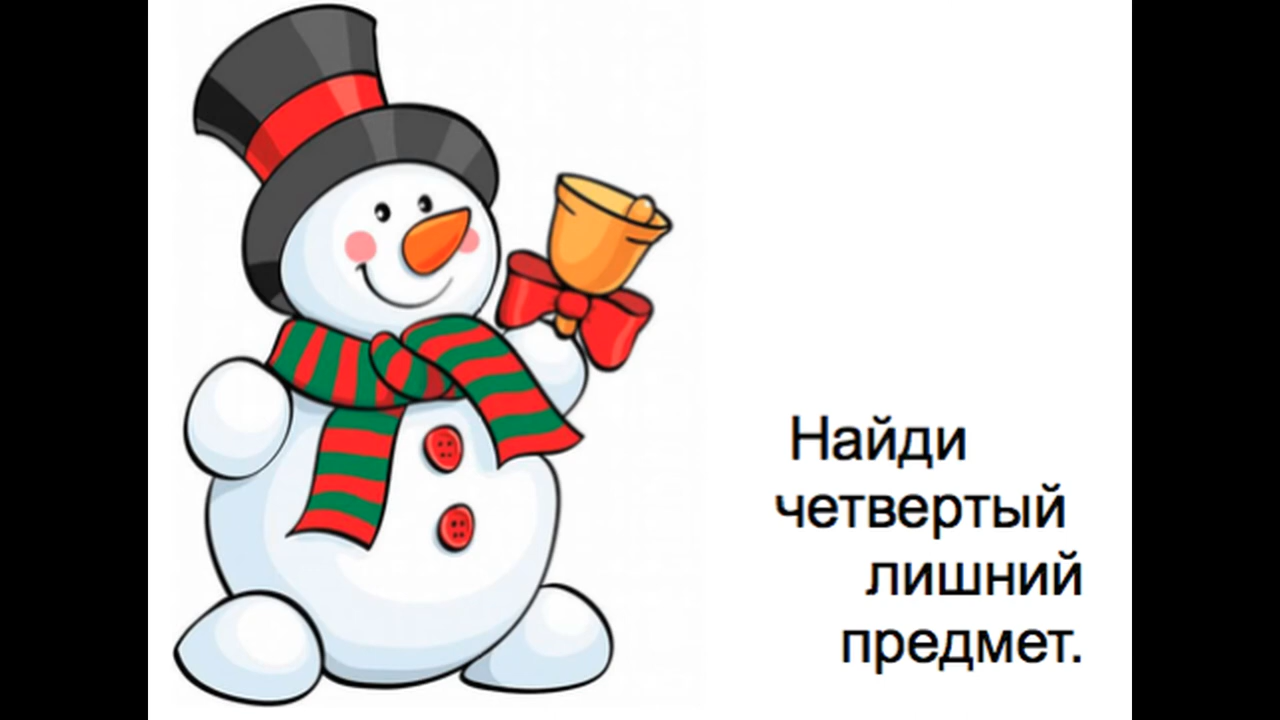 Найди
четвертый
лишний
предмет.